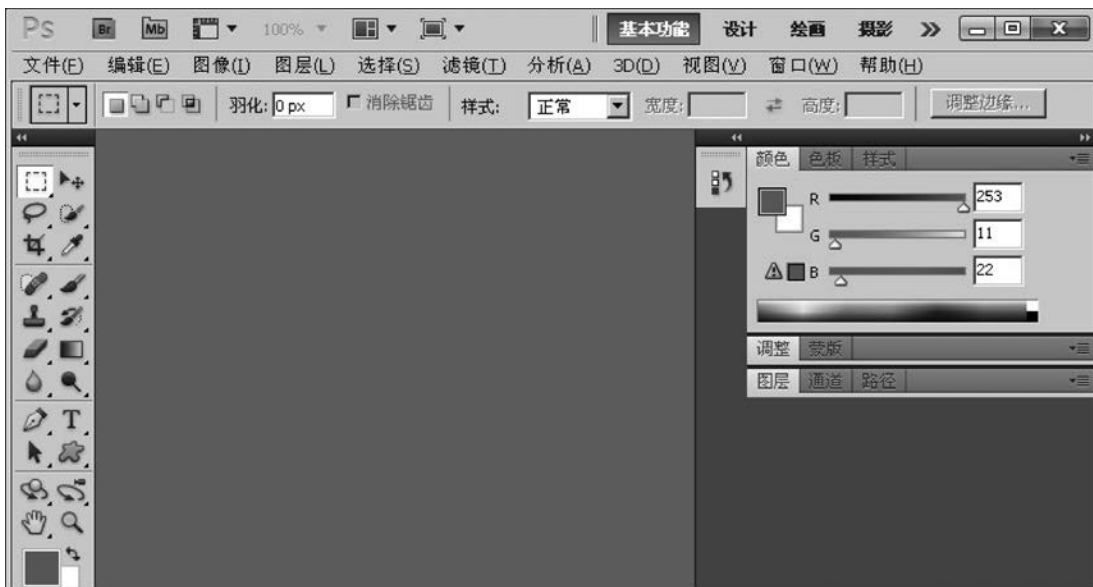 Ps Br Mb 100% 基本功能 设计 绘画 摄影
文件(F) 编辑(E) 图像(I) 图层(L) 选择(S) 滤镜(T) 分析(A) 3D(D) 视图(V) 窗口(W) 帮助(H)
羽化: 0 px 消除锯齿 样式: 正常 宽度: 高度: 调整边缘...
颜色 色板 样式
R 253
G 11
B 22
调整 蒙版
图层 通道 路径
T